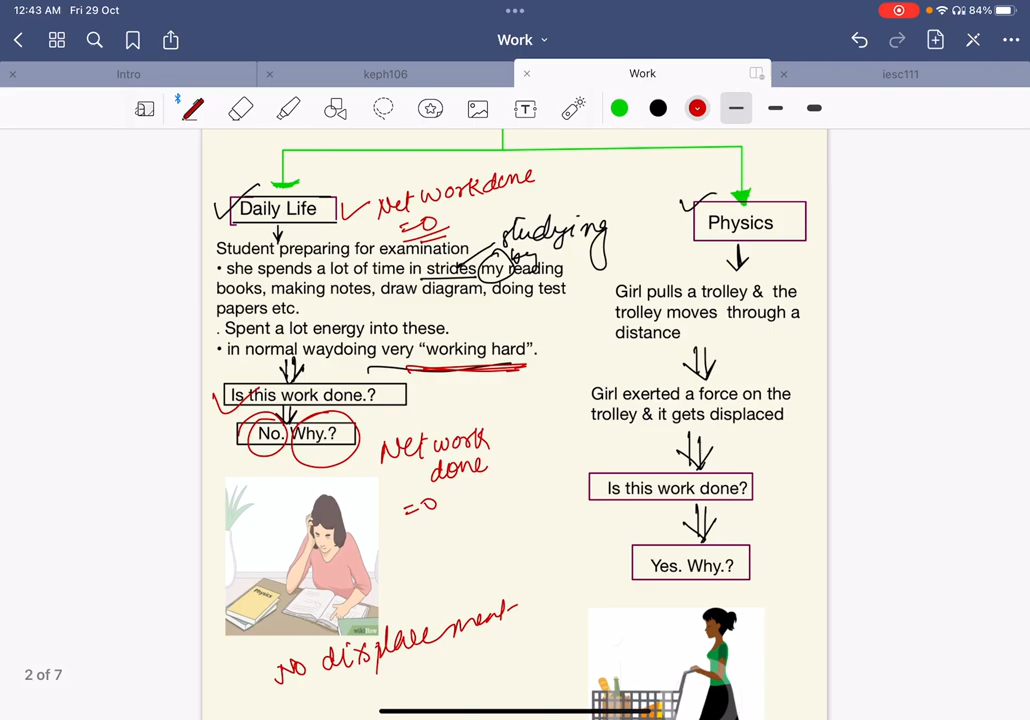 12:43 AM Fri 29 Oct
84%
Work
Intro
keph106
Work
iesc111
Daily Life
Net work done
=0
studying
by
Physics
Student preparing for examination
• she spends a lot of time in strides my reading
books, making notes, draw diagram, doing test
papers etc.
. Spent a lot energy into these.
• in normal waydoing very “working hard”.
Is this work done.?
No. Why.?
Net work
done
=0
Physics
No displacement
Girl pulls a trolley & the
trolley moves through a
distance
Girl exerted a force on the
trolley & it gets displaced
Is this work done?
Yes. Why.?
2 of 7